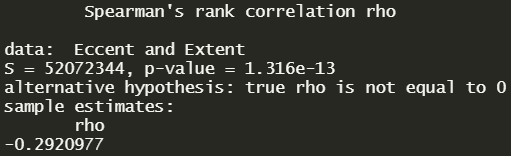 Spearman's rank correlation rho
data:  Eccent and Extent
S = 52072344, p-value = 1.316e-13
alternative hypothesis: true rho is not equal to 0
sample estimates:
rho
-0.2920977